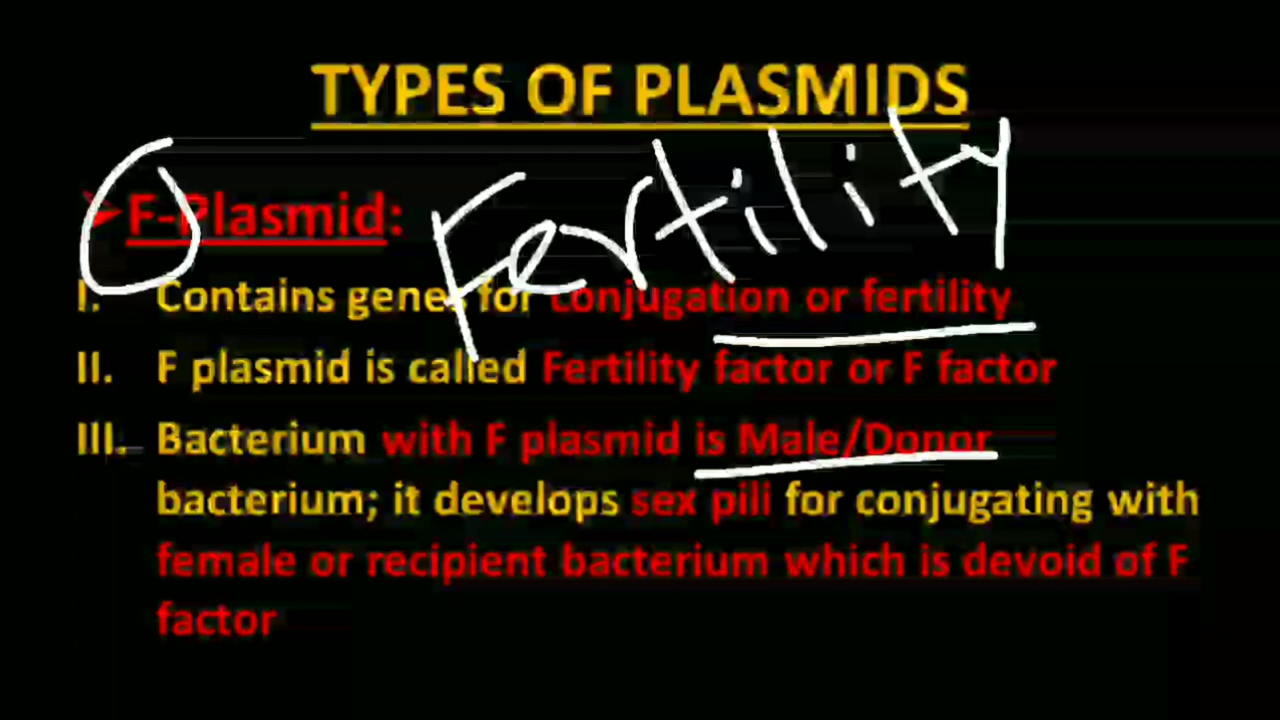 TYPES OF PLASMIDS
Fertility
➤F-Plasmid:
I. Contains genes for conjugation or fertility
II. F plasmid is called Fertility factor or F factor
III. Bacterium with F plasmid is Male/Donor
bacterium; it develops sex pili for conjugating with
female or recipient bacterium which is devoid of F
factor